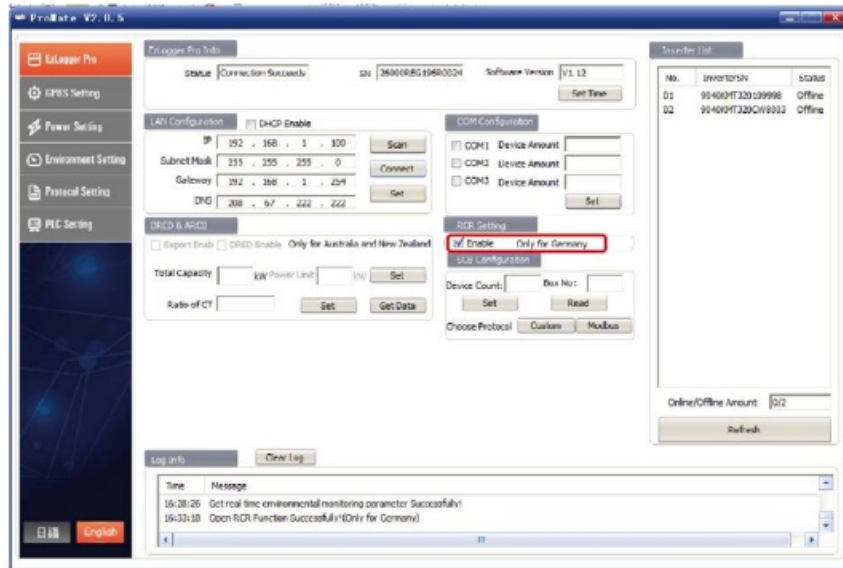 ProMate V2.0.5
EzLogger Pro
GPRS Setting
Power Setting
Environment Setting
Protocol Setting
PLC Setting
日語 English
EzLogger Pro Info
Status Connection Succeeds SN Software Version V1.12
Set Time
LAN Configuration DHCP Enable
IP 192 . 168 . 1 . 100 Scan
Subnet Mask 255 . 255 . 255 . 0 Connect
Gateway 192 . 168 . 1 . 254
DNS 208 . 67 . 222 . 222 Set
COM Configuration
COM1 Device Amount
COM2 Device Amount
COM3 Device Amount
Set
DRED & ARCD
Export Enab DRED Enable Only for Australia and New Zealand
Total Capacity kW Power Limit kW Set
Ratio of CT Set Get Data
RCR Setting
Enable Only for Germany
SCB Configuration
Device Count: Box No:
Set Read
Choose Protocol Custom Modbus
Inverter List
No. InverterSN Status
01 Offline
02 Offline
Online/Offline Amount 0/2
Refresh
Log Info Clear Log
Time Message
16:28:26 Get real time environmental monitoring parameter Successfully!
16:33:18 Open RCR Function Successfully!(Only for Germany)